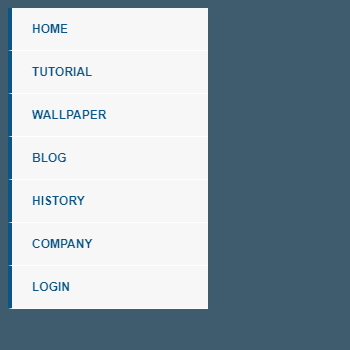 HOME
TUTORIAL
WALLPAPER
BLOG
HISTORY
COMPANY
LOGIN